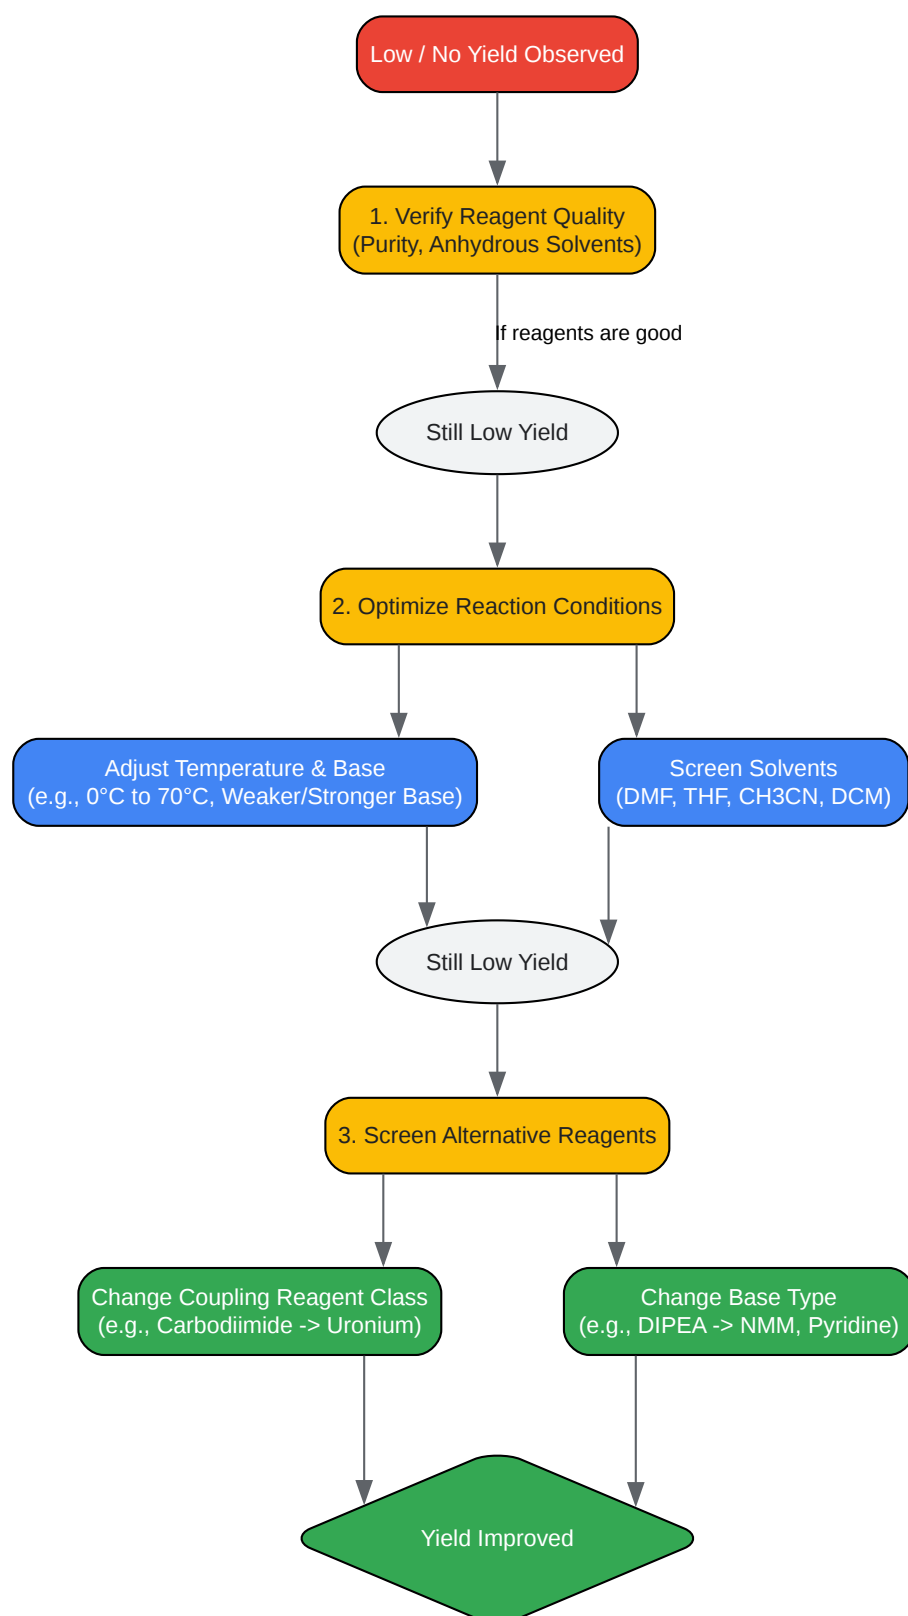 Low / No Yield Observed
1. Verify Reagent Quality
(Purity, Anhydrous Solvents)
If reagents are good
Still Low Yield
2. Optimize Reaction Conditions
Adjust Temperature & Base
(e.g., 0°C to 70°C, Weaker/Stronger Base)
Screen Solvents
(DMF, THF, CH3CN, DCM)
Still Low Yield
3. Screen Alternative Reagents
Change Coupling Reagent Class
(e.g., Carbodiimide -> Uronium)
Change Base Type
(e.g., DIPEA -> NMM, Pyridine)
Yield Improved